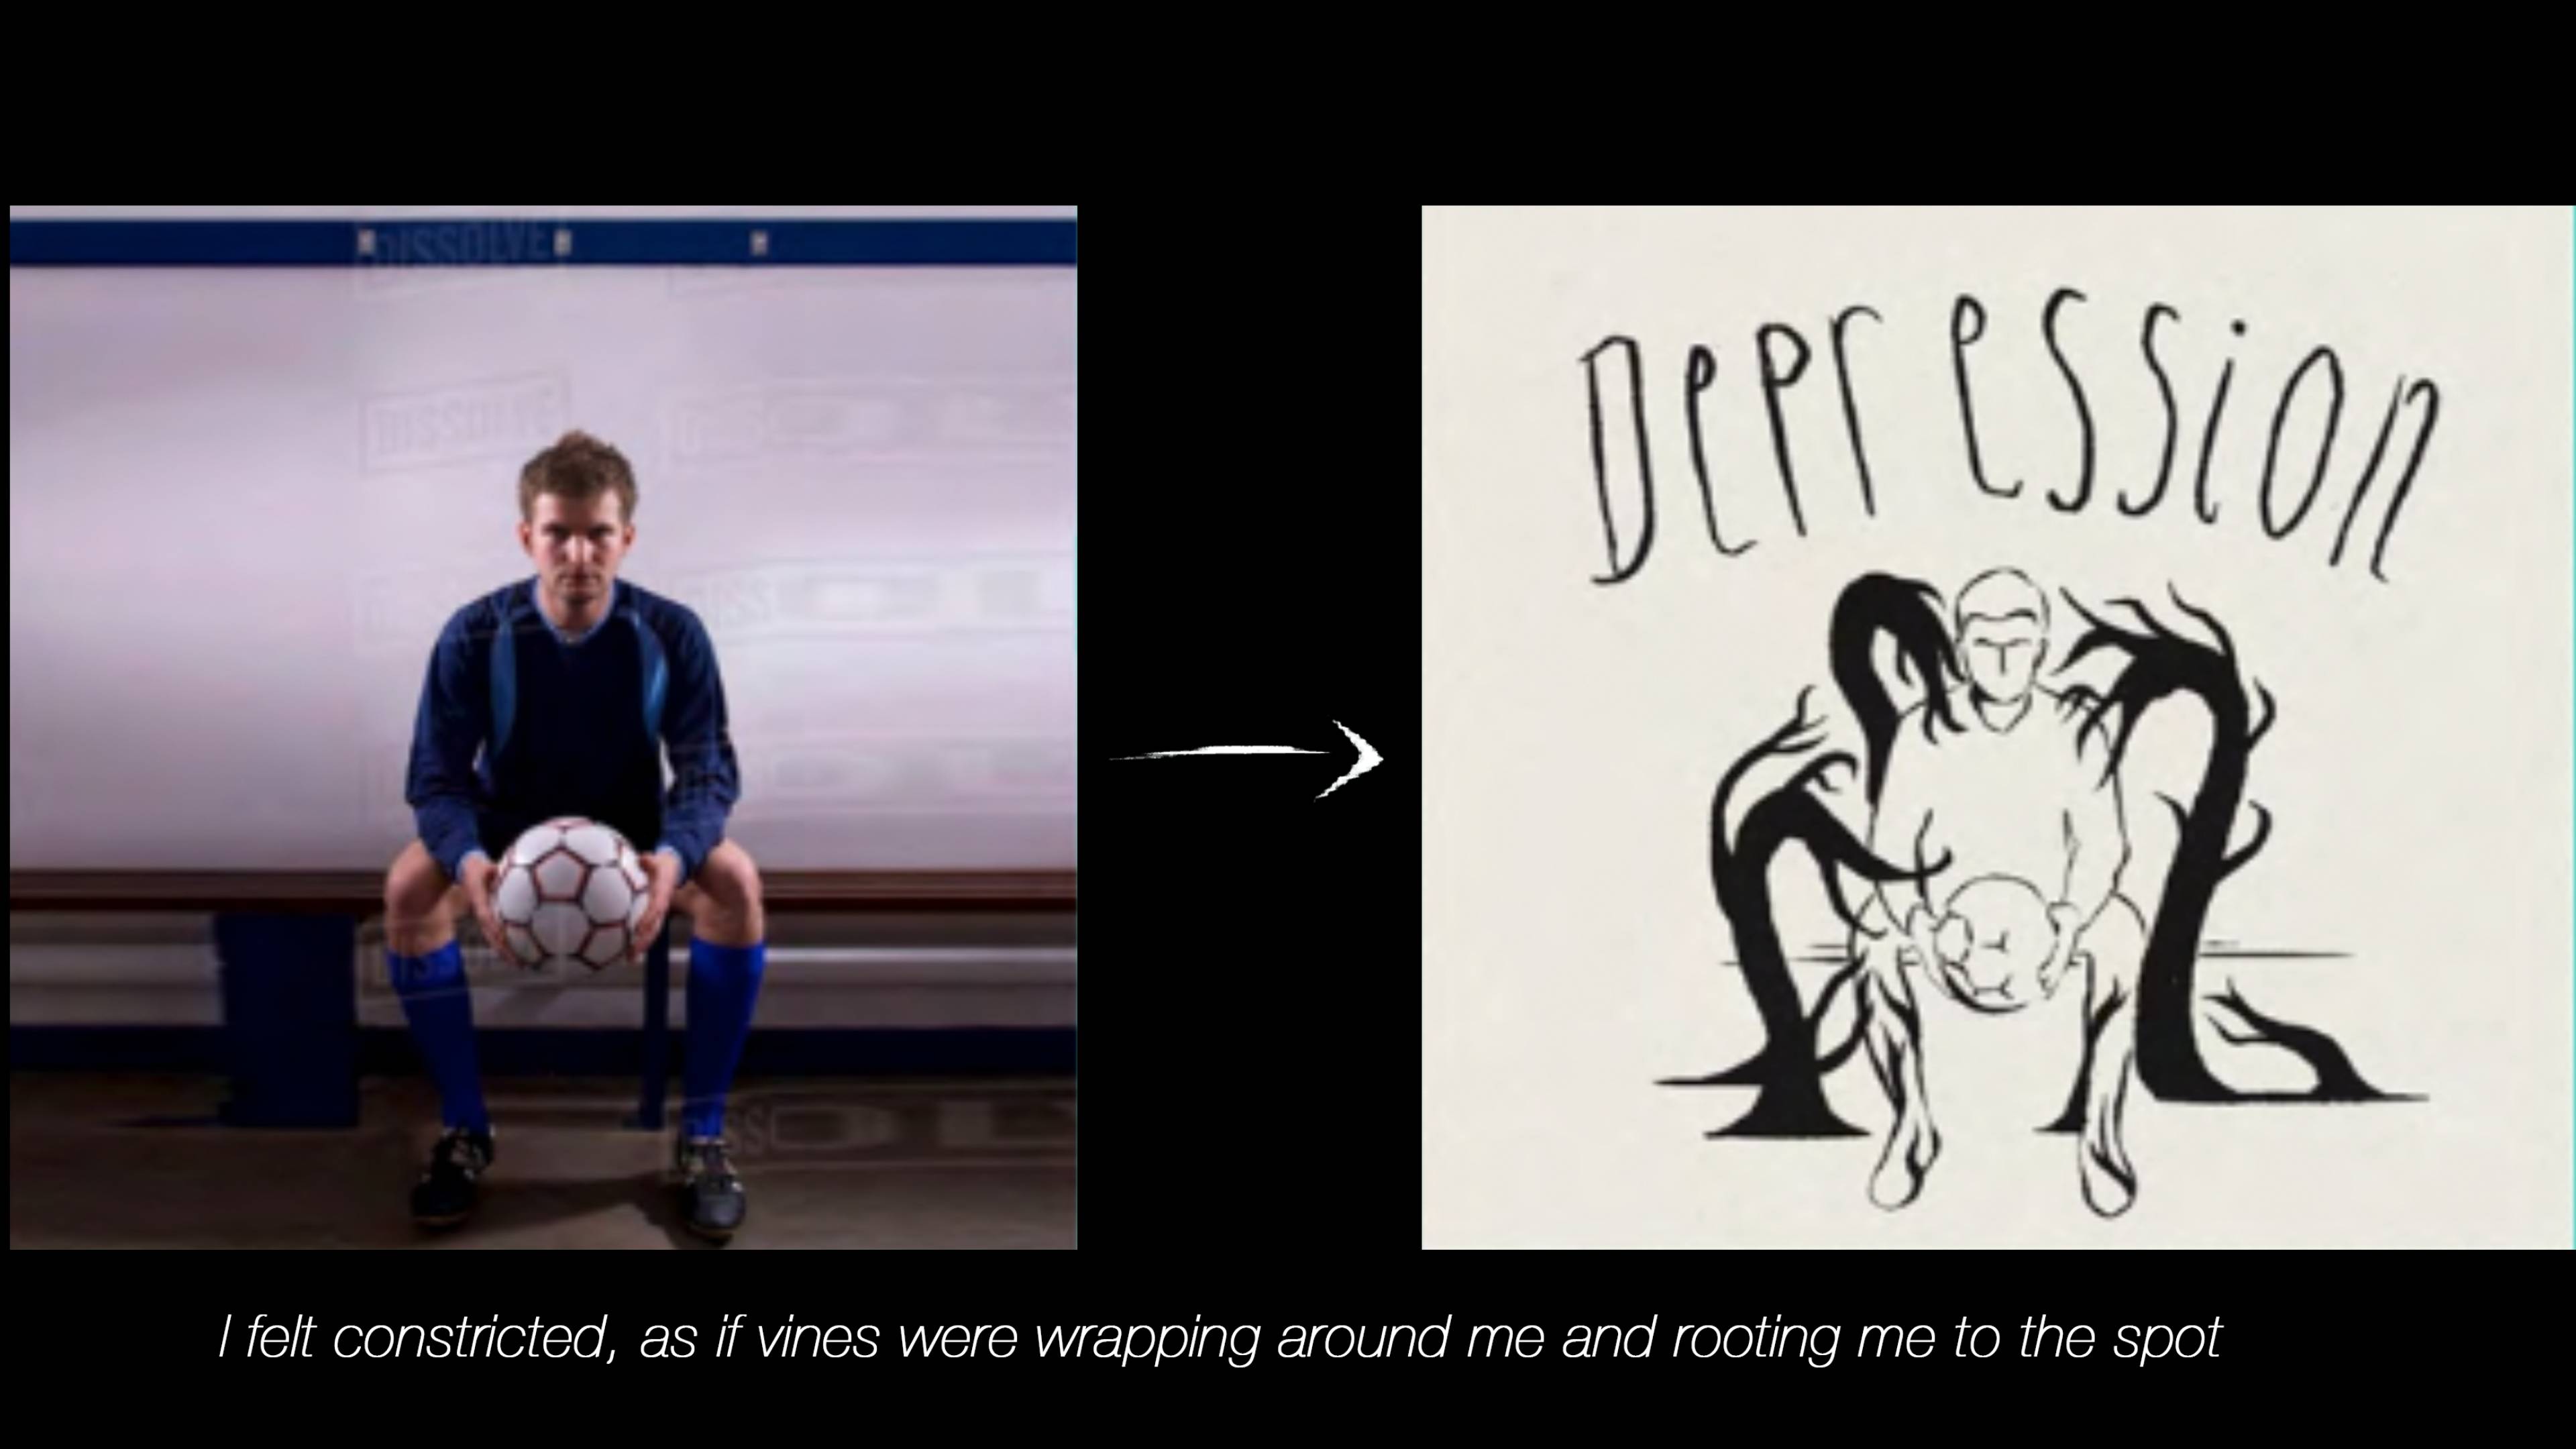 DISSOLVE
DISSOLVE
Depression
I felt constricted, as if vines were wrapping around me and rooting me to the spot